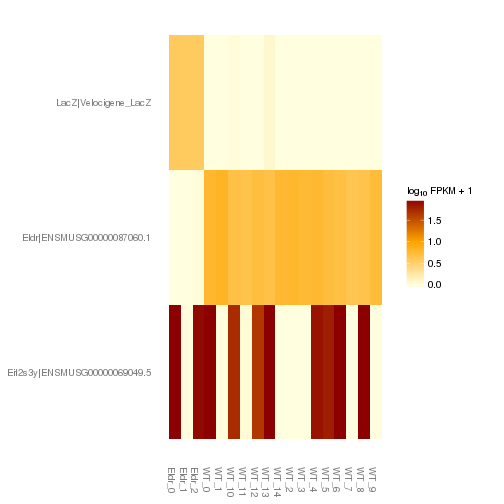 LacZ|Velocigene_LacZ
Eldr|ENSMUSG00000087060.1
Eif2s3y|ENSMUSG00000069049.5
log10 FPKM + 1
1.5
1.0
0.5
0.0
Eldr_0
Eldr_1
Eldr_2
WT_0
WT_1
WT_10
WT_11
WT_12
WT_13
WT_14
WT_2
WT_3
WT_4
WT_5
WT_6
WT_7
WT_8
WT_9